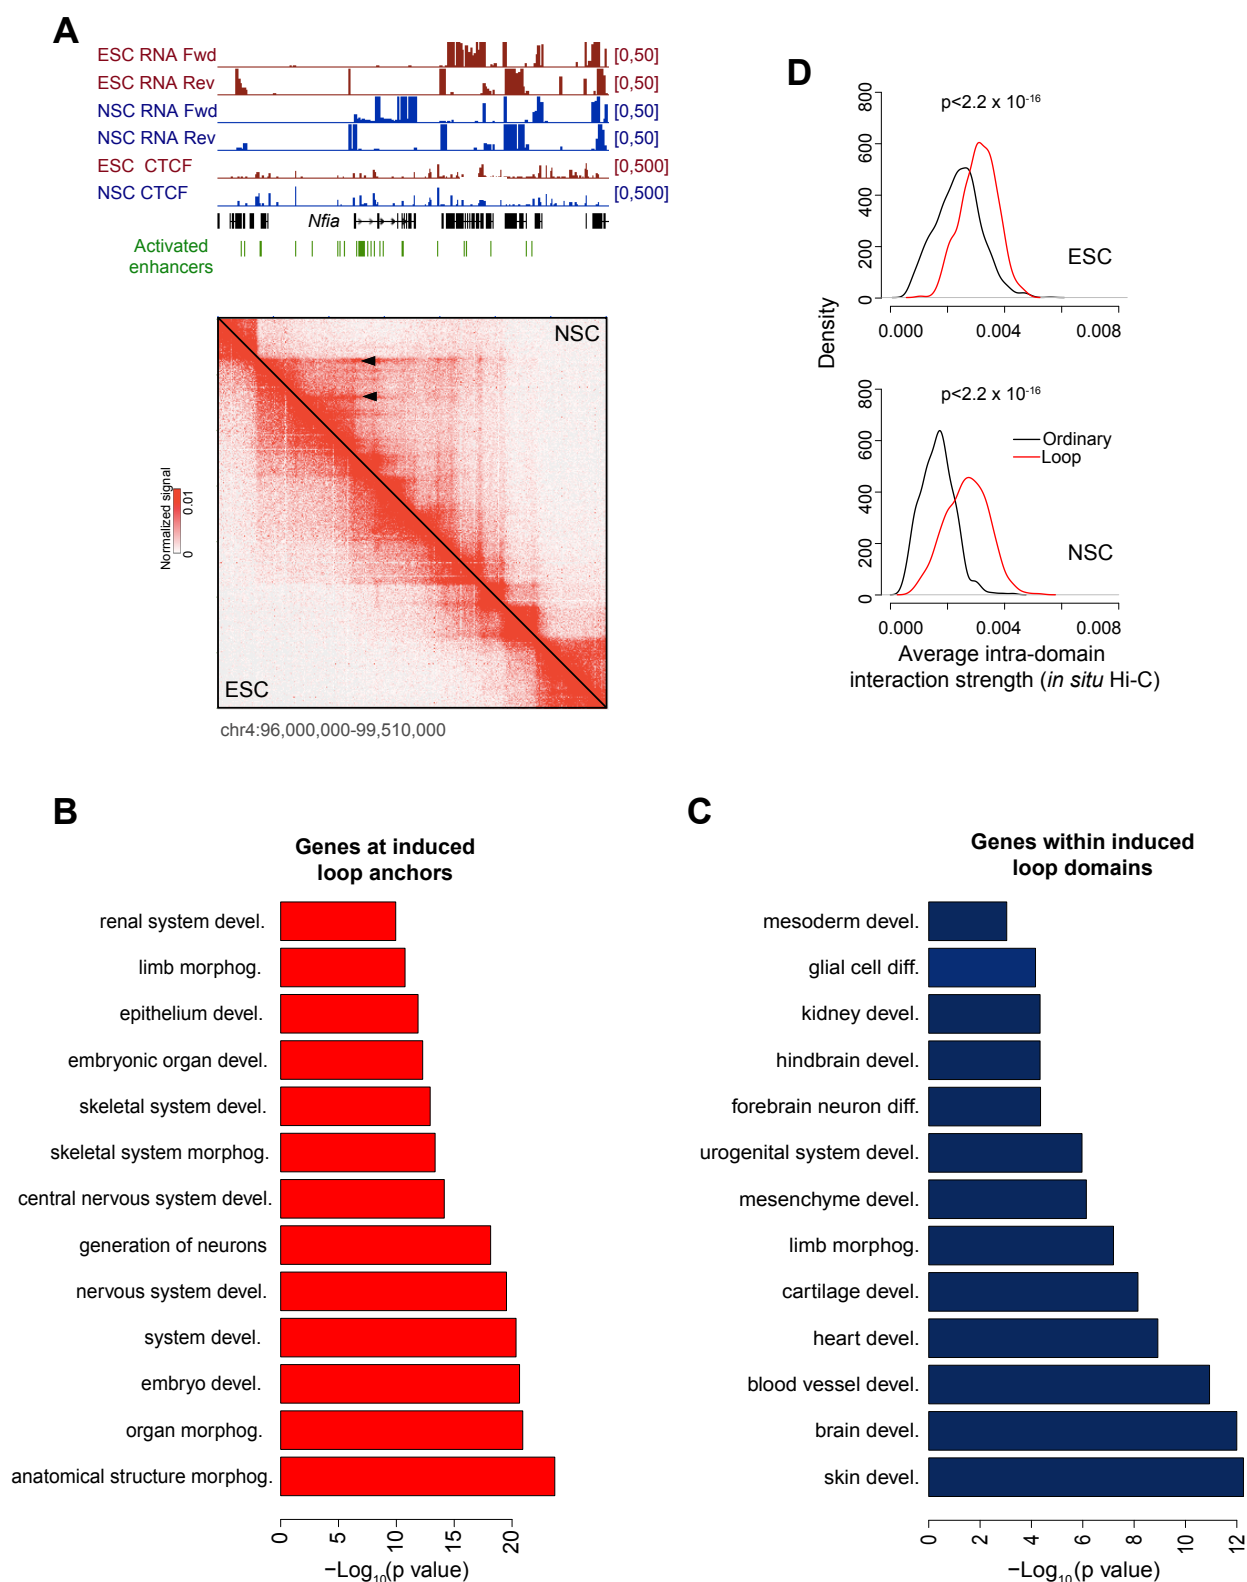 A
ESC RNA Fwd [0,50]
ESC RNA Rev [0,50]
NSC RNA Fwd [0,50]
NSC RNA Rev [0,50]
ESC CTCF [0,500]
NSC CTCF [0,500]
Nfia
Activated
enhancers
NSC
ESC
Normalized signal
0 0.01
chr4:96,000,000-99,510,000
D
p<2.2 x 10⁻¹⁶
ESC
0 200 400 600 800
0.000 0.004 0.008
Density
p<2.2 x 10⁻¹⁶
Ordinary
Loop
NSC
0 200 400 600 800
0.000 0.004 0.008
Average intra-domain
interaction strength (in situ Hi-C)
B
Genes at induced
loop anchors
renal system devel.
limb morphog.
epithelium devel.
embryonic organ devel.
skeletal system devel.
skeletal system morphog.
central nervous system devel.
generation of neurons
nervous system devel.
system devel.
embryo devel.
organ morphog.
anatomical structure morphog.
0 5 10 15 20
−Log₁₀(p value)
C
Genes within induced
loop domains
mesoderm devel.
glial cell diff.
kidney devel.
hindbrain devel.
forebrain neuron diff.
urogenital system devel.
mesenchyme devel.
limb morphog.
cartilage devel.
heart devel.
blood vessel devel.
brain devel.
skin devel.
0 2 4 6 8 10 12
−Log₁₀(p value)